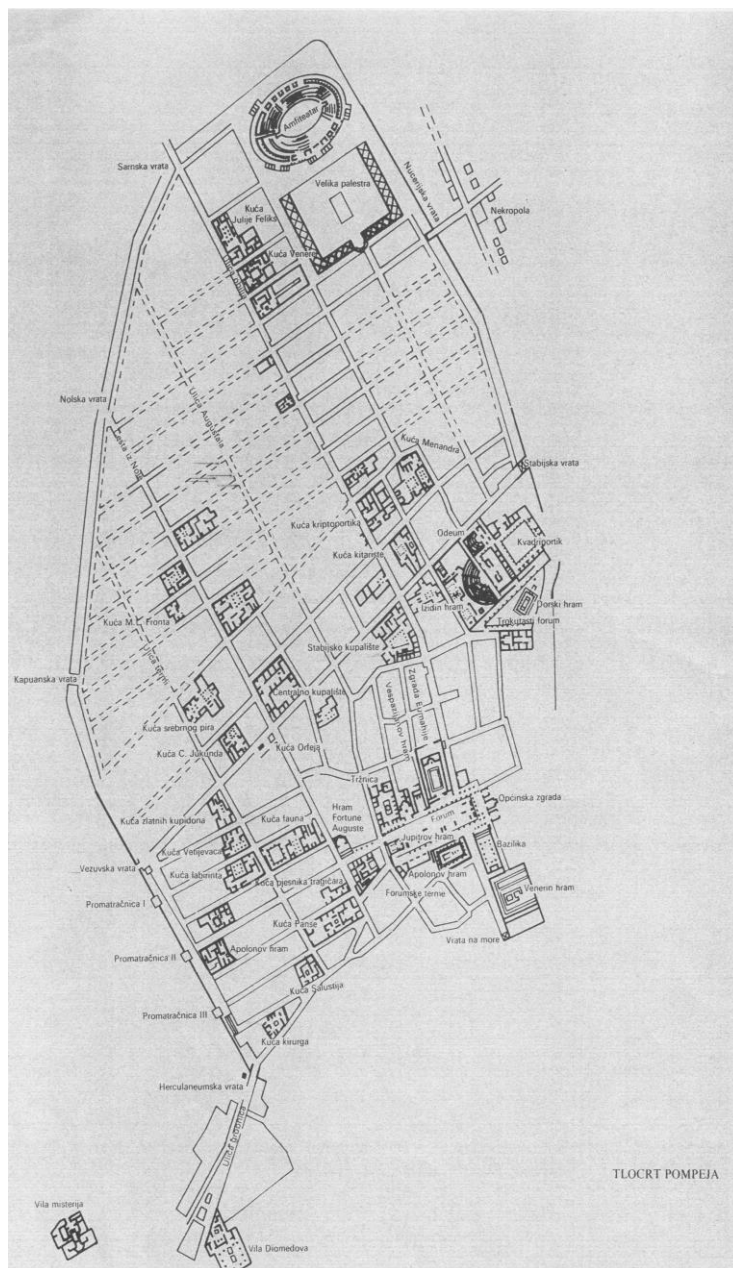 Amfiteatar
Sarnska vrata
Velika palestra
Nucerijska vrata
Nekropola
Kuća
Julije Feliks
Kuća Venere
Nolska vrata
Ulica Augustala
Cesta iz Nole
Kuća Menandra
Stabijska vrata
Kuća kriptoportika
Odeum
Kvadriportik
Kuća kitariste
Izidin hram
Dorski hram
Trokutasti forum
Kuća M.L. Fronta
Stabijsko kupalište
Kapuanska vrata
Centralno kupalište
Vespazijanov hram
Zgrada Eumahije
Kuća srebrnog pira
Kuća C. Jukunda
Kuća Orfeja
Tržnica
Općinska zgrada
Kuća zlatnih kupidona
Kuća fauna
Hram
Fortune
Auguste
Forum
Jupitrov hram
Bazilika
Kuća Vetijevaca
Vezuvska vrata
Kuća labirinta
Kuća pjesnika tragičara
Apolonov hram
Forumske terme
Venerin hram
Promatračnica I
Kuća Panse
Vrata na more
Promatračnica II
Apolonov hram
Kuća Salustija
Promatračnica III
Kuća kirurga
Herculaneumska vrata
Ulica grobnica
TLOCRT POMPEJA
Vila misterija
Vila Diomedova